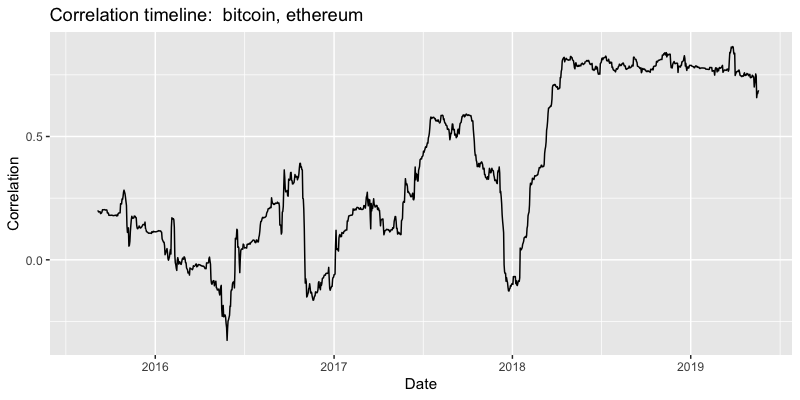 Correlation timeline:  bitcoin, ethereum
Correlation
0.5
0.0
2016
2017
2018
2019
Date